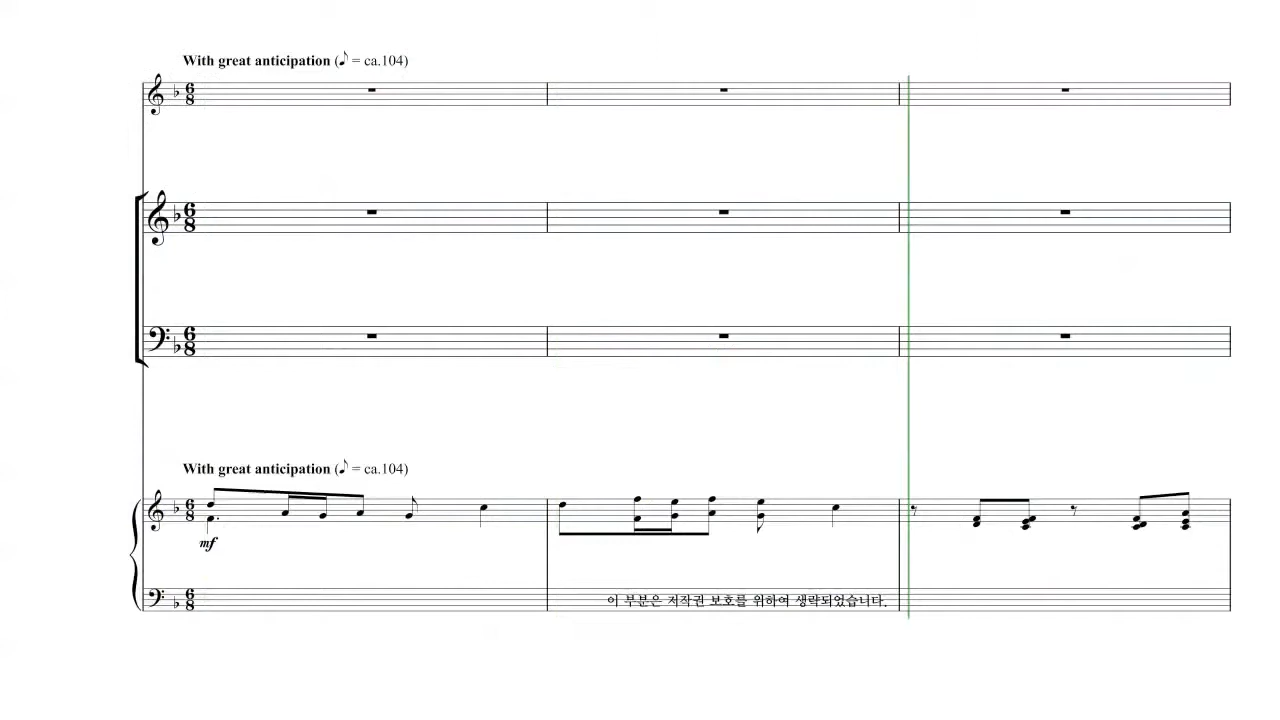 With great anticipation (♪ = ca.104)
With great anticipation (♪ = ca.104)
mf
이 부분은 저작권 보호를 위하여 생략되었습니다.